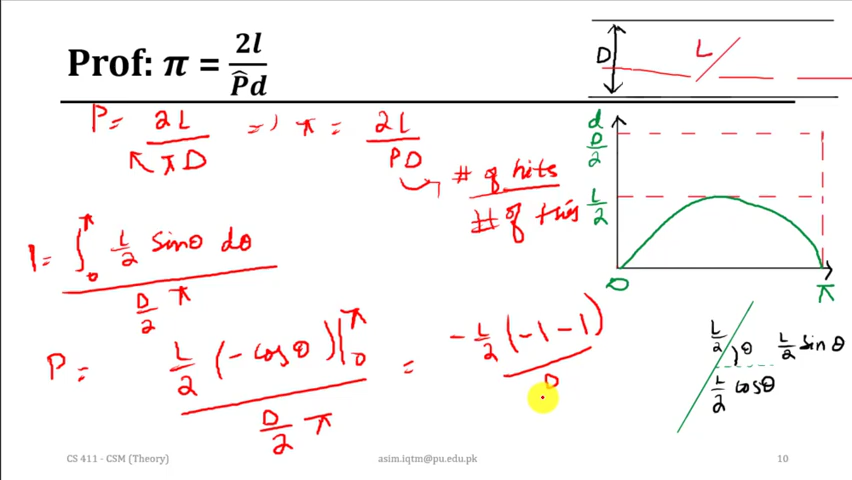 Prof: π = 2l / P̂d
D
L
P = 2L / πD => π = 2L / PD
# of hits / # of tries
P = ∫₀^π L/2 sinθ dθ / D/2 π
P = L/2 (-cosθ)|₀^π / D/2 π = -L/2 (-1-1) / D
d
D/2
L/2
0
π
L/2
θ
L/2 sinθ
L/2 cosθ
CS 411 - CSM (Theory)
asim.iqtm@pu.edu.pk
10